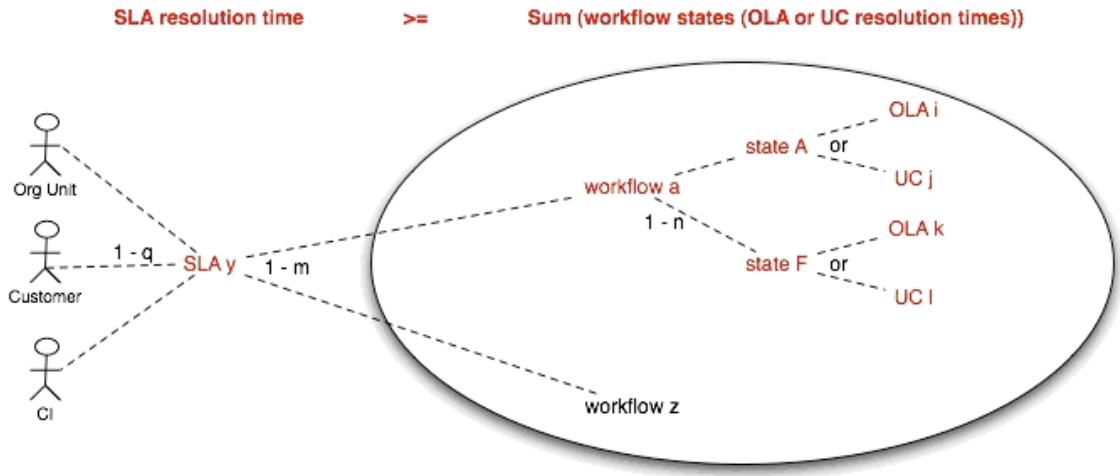 SLA resolution time >= Sum (workflow states (OLA or UC resolution times))
OLA i
state A or
UC j
Org Unit
workflow a
1 - n
OLA k
1 - q
SLA y
1 - m
state F or
Customer
UC l
CI
workflow z